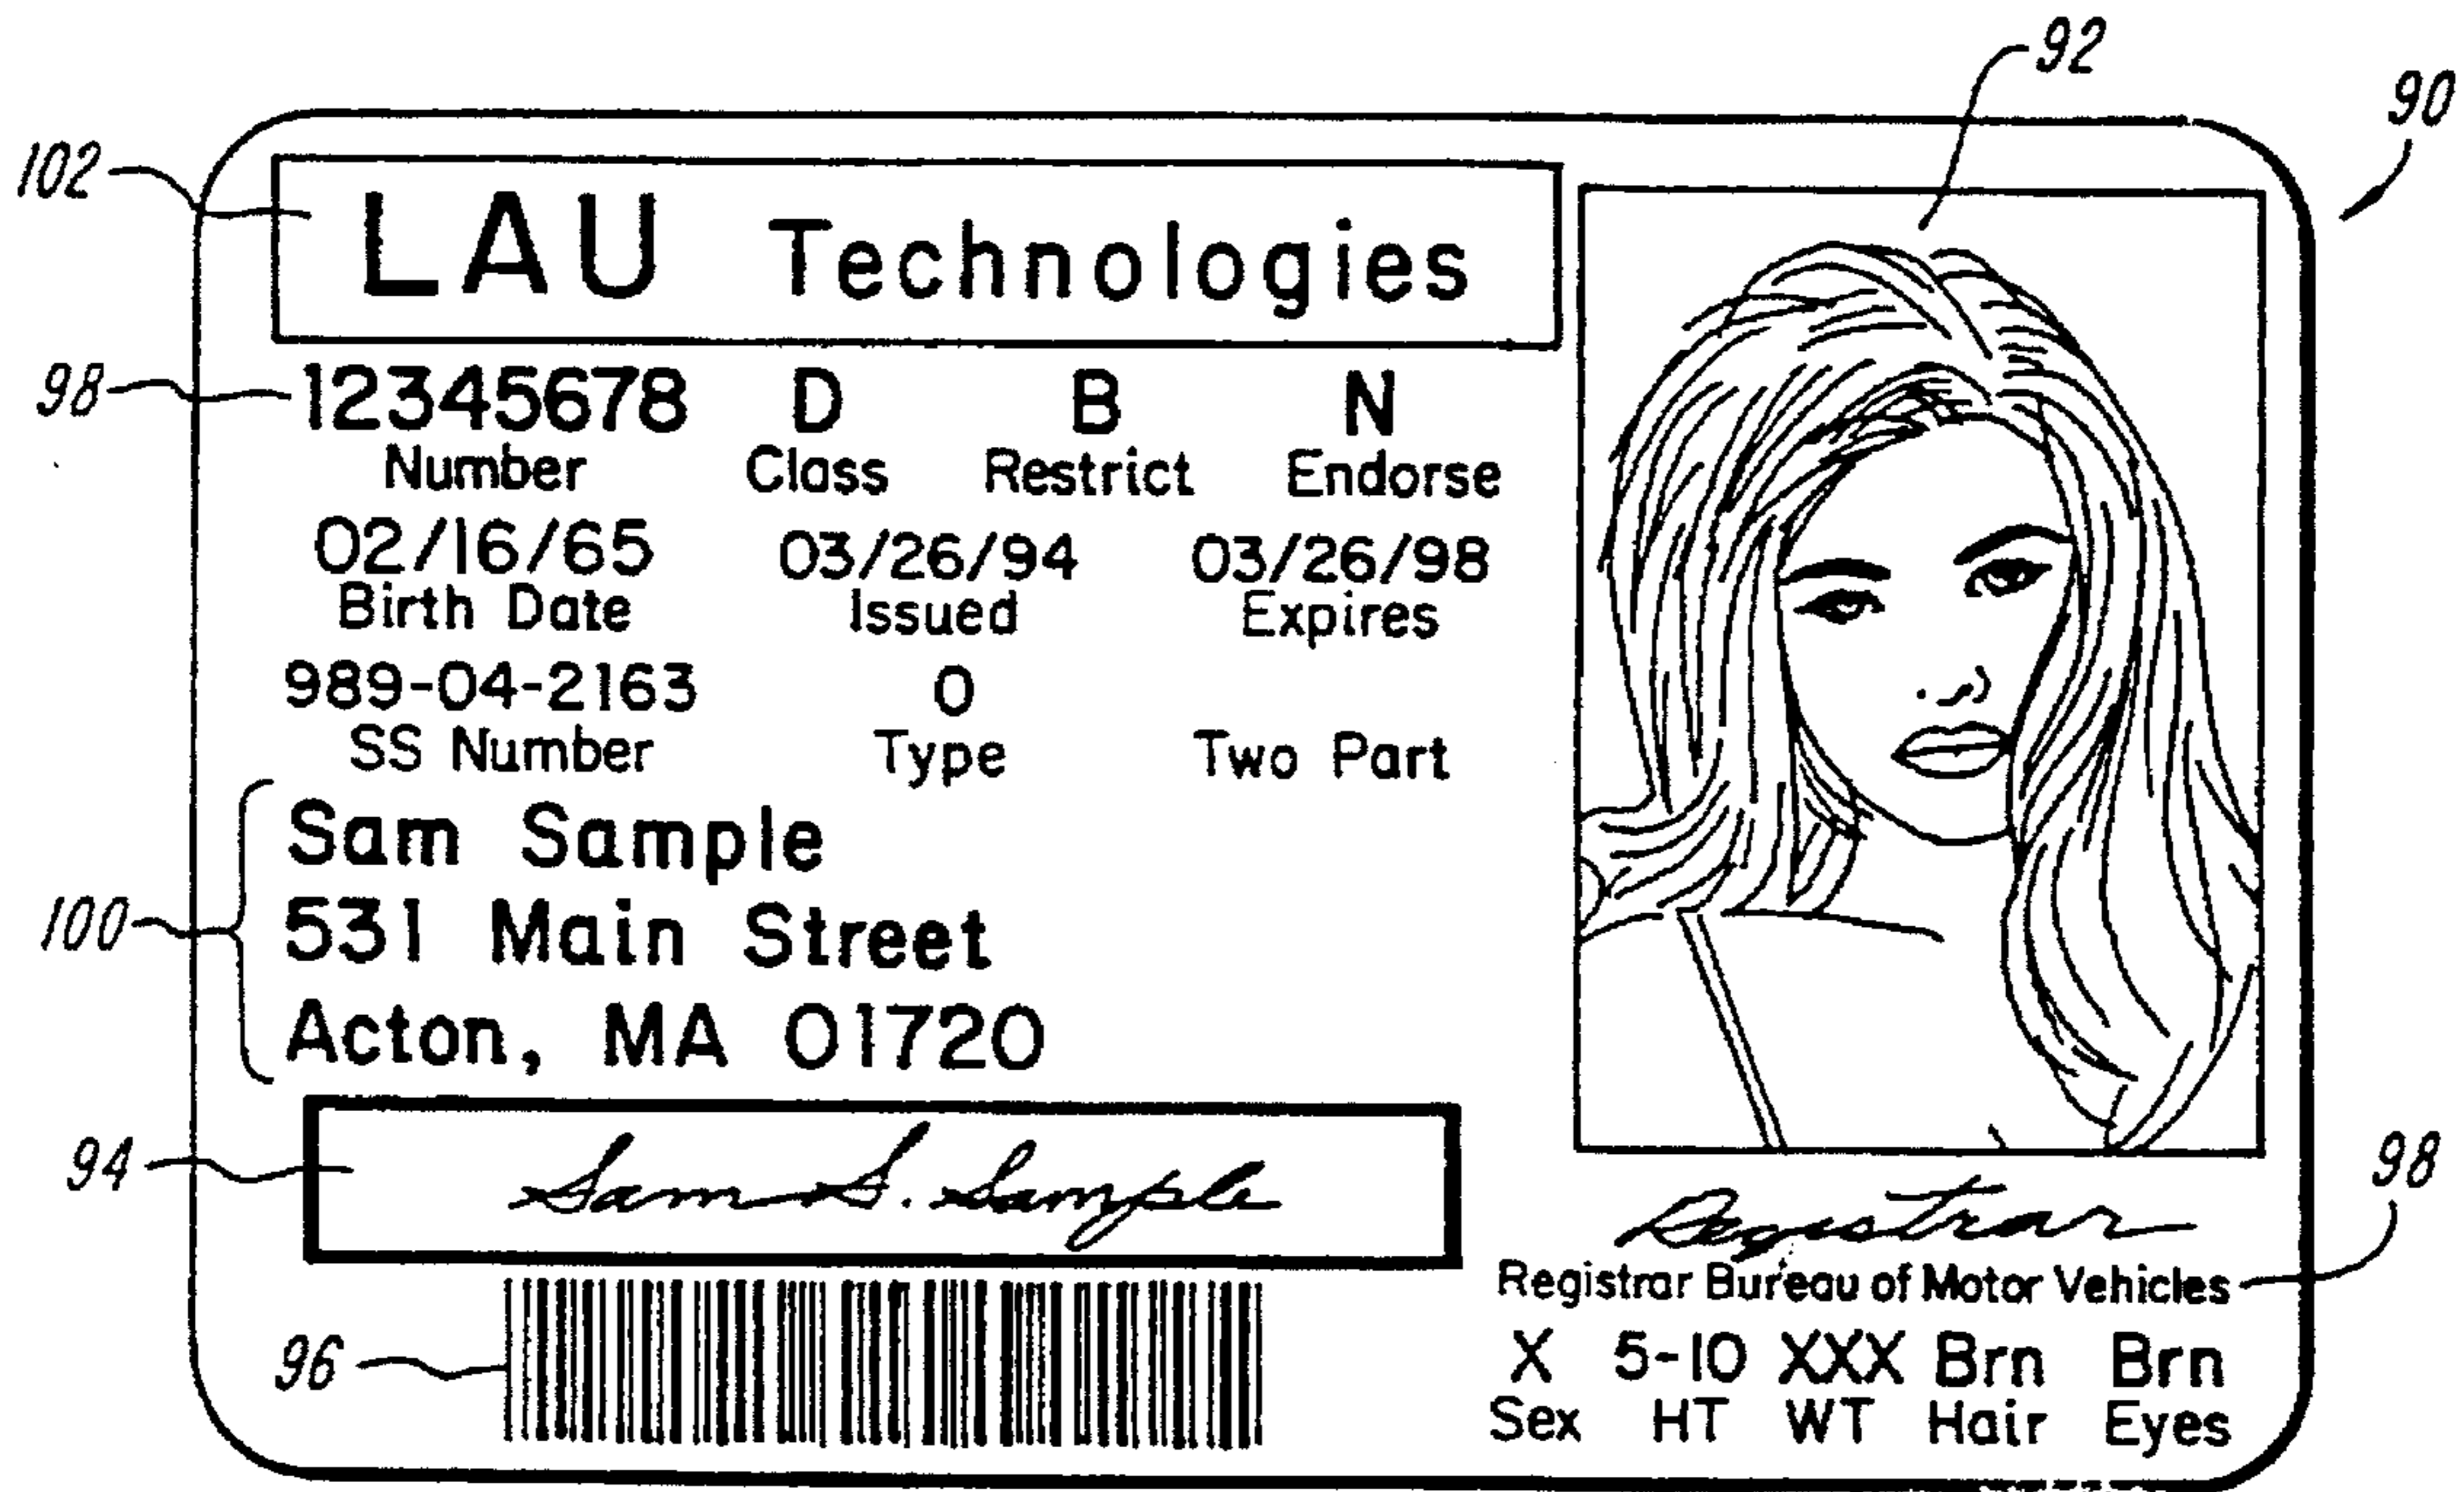 92
90
102
LAU Technologies
98
12345678 D B N
Number Class Restrict Endorse
02/16/65 03/26/94 03/26/98
Birth Date Issued Expires
989-04-2163 0
SS Number Type Two Part
100
Sam Sample
531 Main Street
Acton, MA 01720
94
Sam S. Sample
98
Registrar
Registrar Bureau of Motor Vehicles
96
X 5-10 XXX Brn Brn
Sex HT WT Hair Eyes